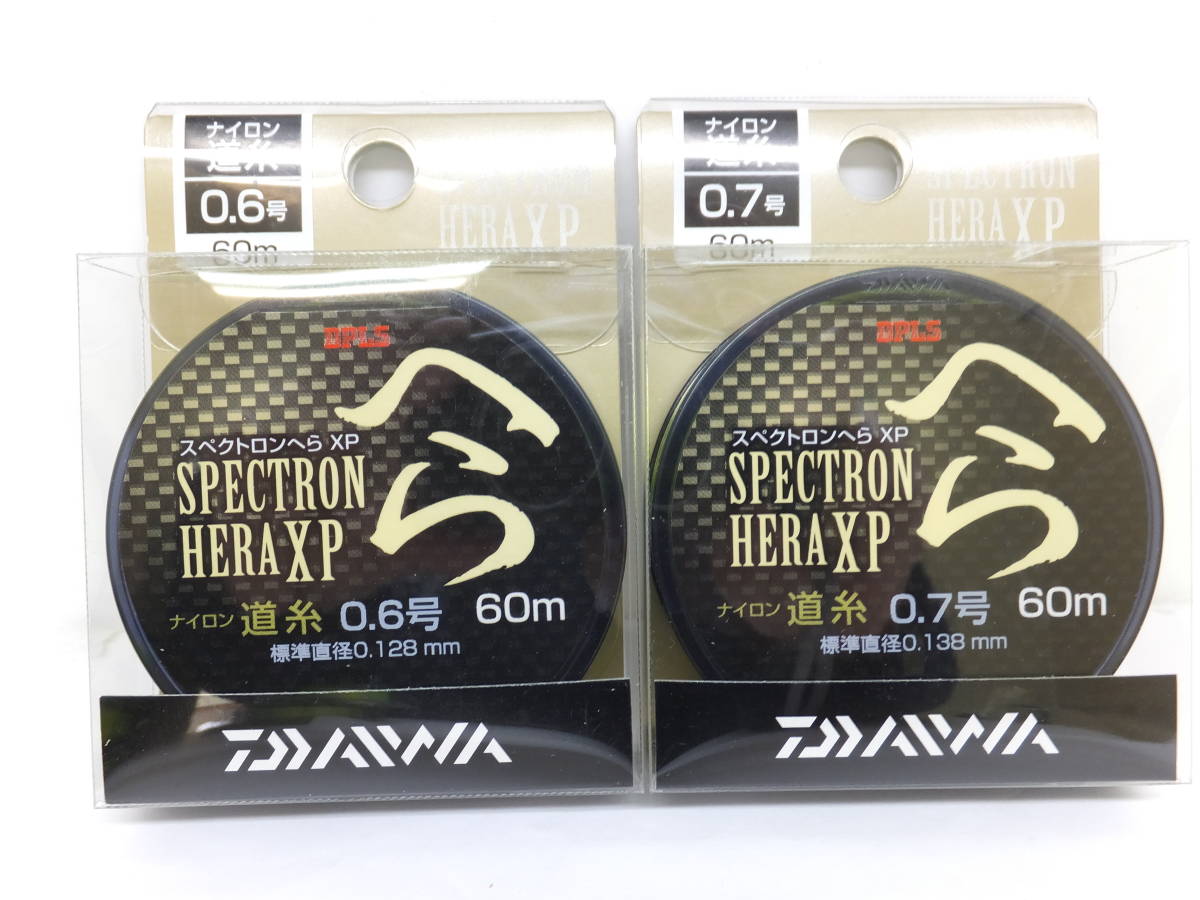 ナイロン
道糸
0.6号
60m
HERA XP
DPLS
へら
スペクトロンへら XP
SPECTRON
HERA XP
ナイロン 道糸 0.6号 60m
標準直径0.128 mm
DAIWA
ナイロン
道糸
0.7号
60m
SPECTRON
HERA XP
DAIWA
DPLS
へら
スペクトロンへら XP
SPECTRON
HERA XP
ナイロン 道糸 0.7号 60m
標準直径0.138 mm
DAIWA